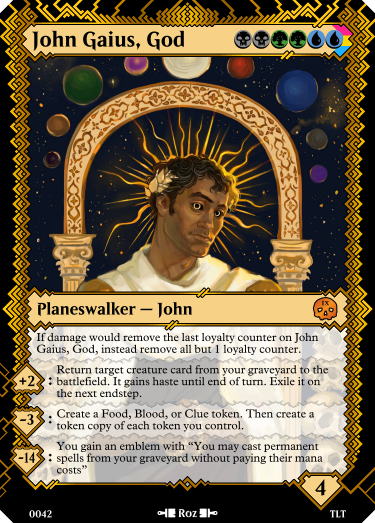 John Gaius, God
Planeswalker — John
IX
If damage would remove the last loyalty counter on John
Gaius, God, instead remove all but 1 loyalty counter.
+2 : Return target creature card from your graveyard to the
battlefield. It gains haste until end of turn. Exile it on
the next endstep.
-3 : Create a Food, Blood, or Clue token. Then create a
token copy of each token you control.
-14 : You gain an emblem with “You may cast permanent
spells from your graveyard without paying their mana
costs”
4
0042 Roz TLT